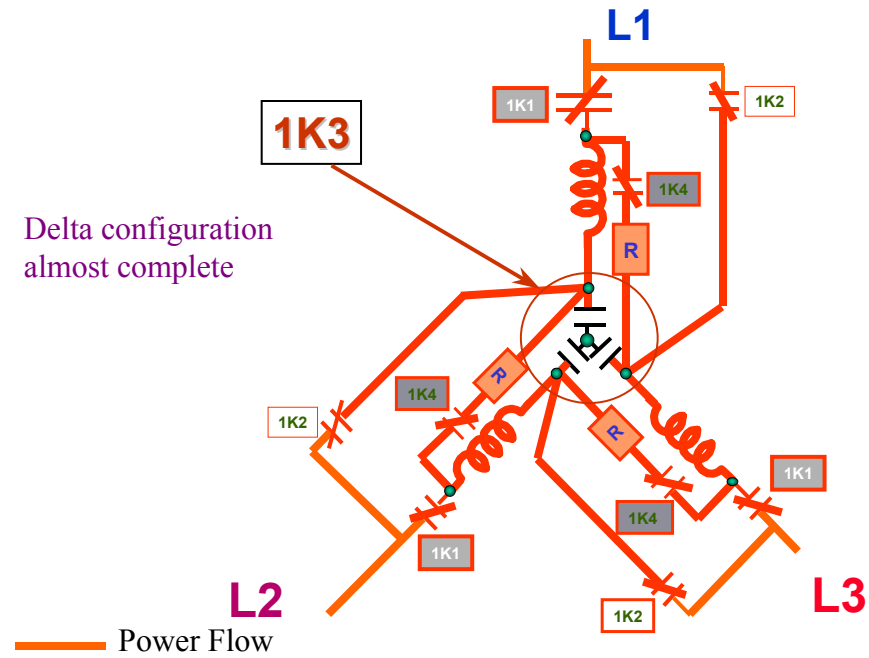 L1
1K1
1K2
1K3
1K4
Delta configuration
almost complete
R
R
1K4
1K2
R
1K1
1K4
1K1
L2
1K2
L3
Power Flow